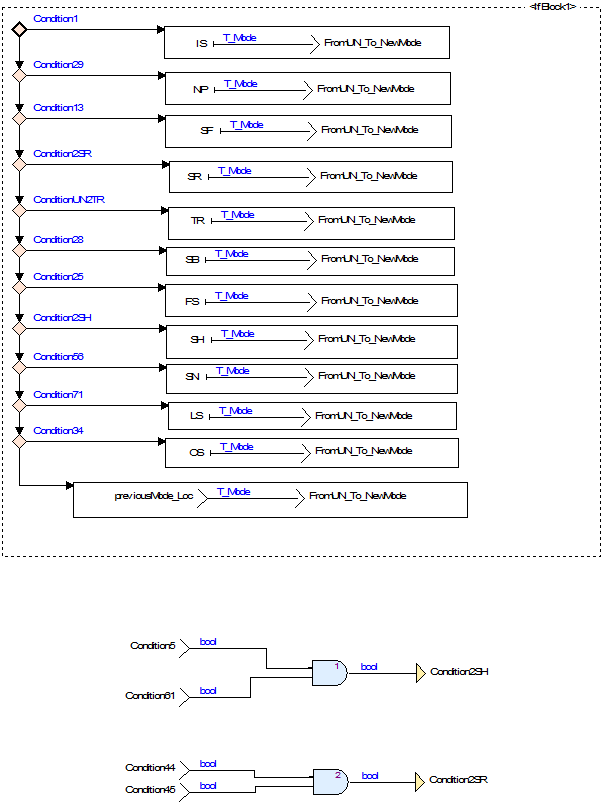 <If Block1>
Condition1
IS T_Mode FromUN_To_NewMode
Condition29
NP T_Mode FromUN_To_NewMode
Condition13
SF T_Mode FromUN_To_NewMode
Condition2SR
SR T_Mode FromUN_To_NewMode
ConditionUN2TR
TR T_Mode FromUN_To_NewMode
Condition28
SB T_Mode FromUN_To_NewMode
Condition25
FS T_Mode FromUN_To_NewMode
Condition2SH
SH T_Mode FromUN_To_NewMode
Condition56
SN T_Mode FromUN_To_NewMode
Condition71
LS T_Mode FromUN_To_NewMode
Condition34
OS T_Mode FromUN_To_NewMode
previousMode_Loc T_Mode FromUN_To_NewMode
Condition5 bool
1 bool Condition2SH
Condition61 bool
Condition44 bool
2 bool Condition2SR
Condition45 bool